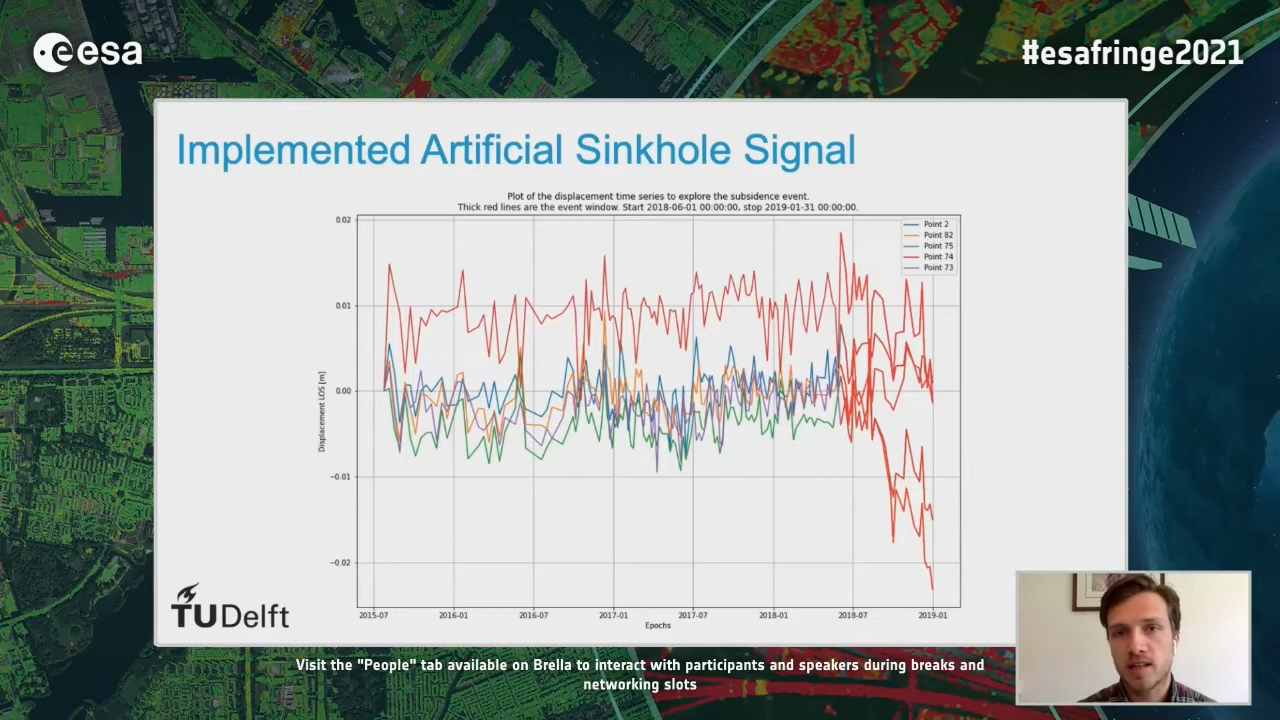 esa
#esafringe2021
Implemented Artificial Sinkhole Signal
Plot of the displacement time series to explore the subsidence event.
Thick red lines are the event window. Start 2018-06-01 00:00:00, stop 2019-01-31 00:00:00.
0.02
0.01
0.00
−0.01
−0.02
Displacement LOS [m]
Point 2
Point 82
Point 75
Point 74
Point 73
2015-07
2016-01
2016-07
2017-01
2017-07
2018-01
2018-07
2019-01
Epochs
TUDelft
Visit the "People" tab available on Brella to interact with participants and speakers during breaks and
networking slots